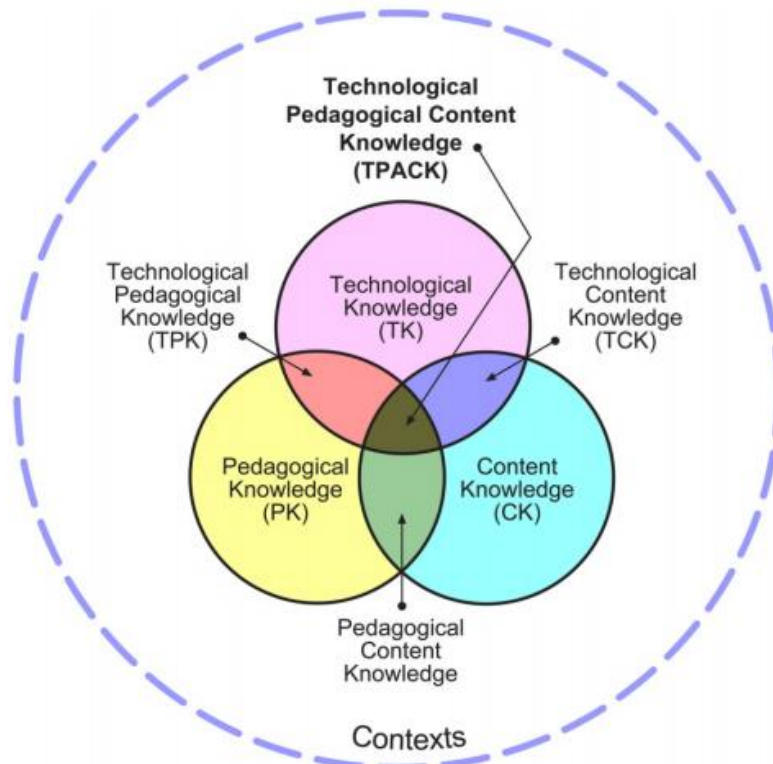 Technological
Pedagogical Content
Knowledge
(TPACK)
Technological
Pedagogical
Knowledge
(TPK)
Technological
Knowledge
(TK)
Technological
Content
Knowledge
(TCK)
Pedagogical
Knowledge
(PK)
Content
Knowledge
(CK)
Pedagogical
Content
Knowledge
Contexts